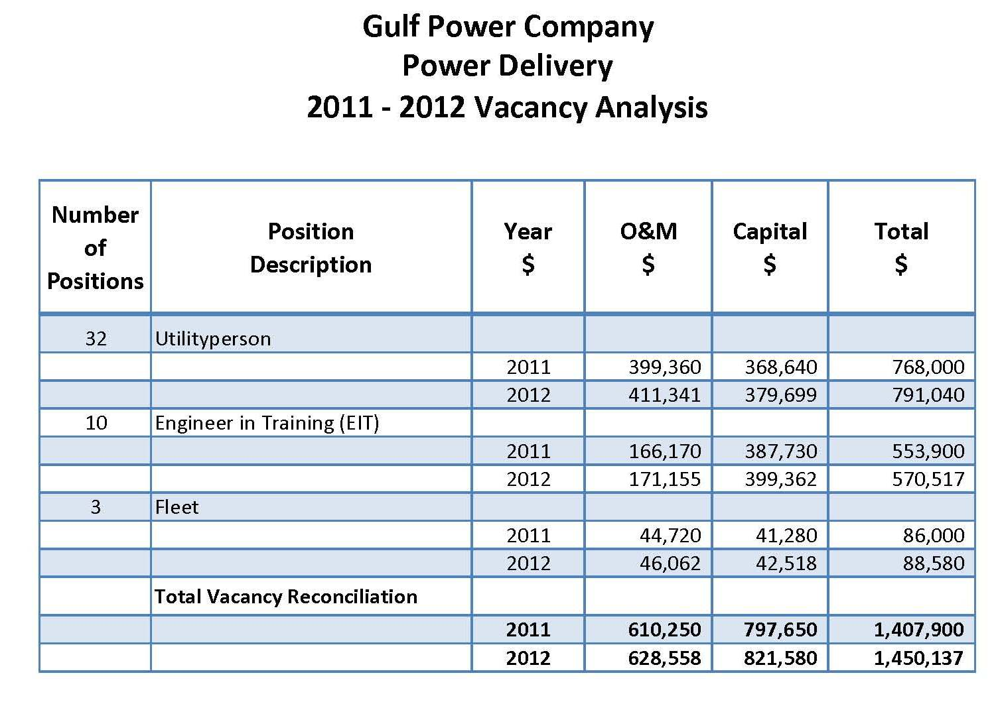 Gulf Power Company
Power Delivery
2011 - 2012 Vacancy Analysis
Number of Positions Position Description Year $ O&M $ Capital $ Total $
32 Utilityperson
2011 399,360 368,640 768,000
2012 411,341 379,699 791,040
10 Engineer in Training (EIT)
2011 166,170 387,730 553,900
2012 171,155 399,362 570,517
3 Fleet
2011 44,720 41,280 86,000
2012 46,062 42,518 88,580
Total Vacancy Reconciliation
2011 610,250 797,650 1,407,900
2012 628,558 821,580 1,450,137